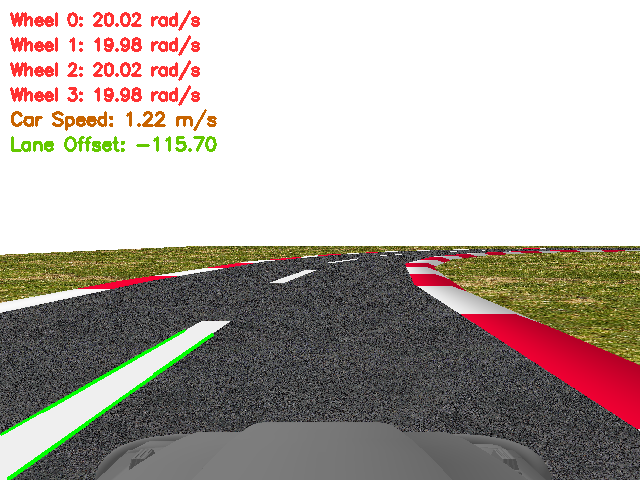 Wheel 0: 20.02 rad/s
Wheel 1: 19.98 rad/s
Wheel 2: 20.02 rad/s
Wheel 3: 19.98 rad/s
Car Speed: 1.22 m/s
Lane Offset: -115.70